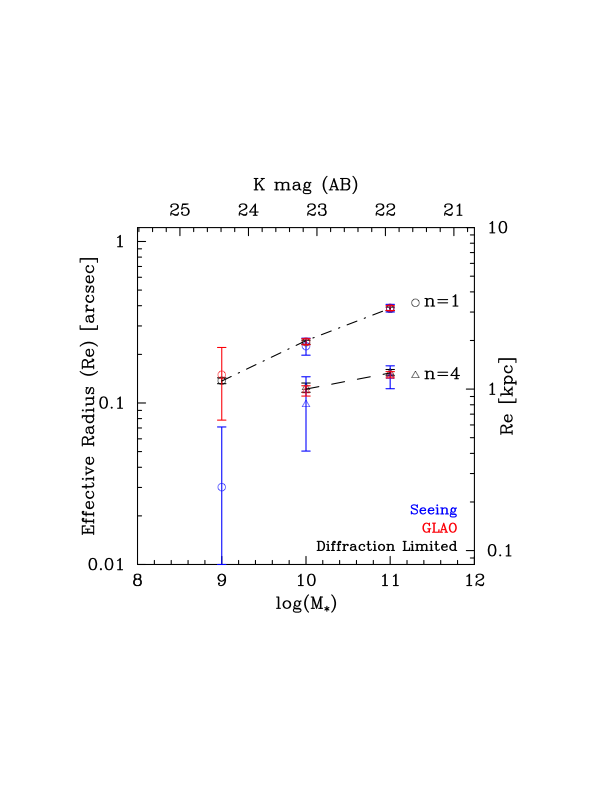 K mag (AB)
25 24 23 22 21
Effective Radius (Re) [arcsec]
1
0.1
0.01
10
1
0.1
Re [kpc]
n=1
n=4
Seeing
GLAO
Diffraction Limited
8 9 10 11 12
log(M*)